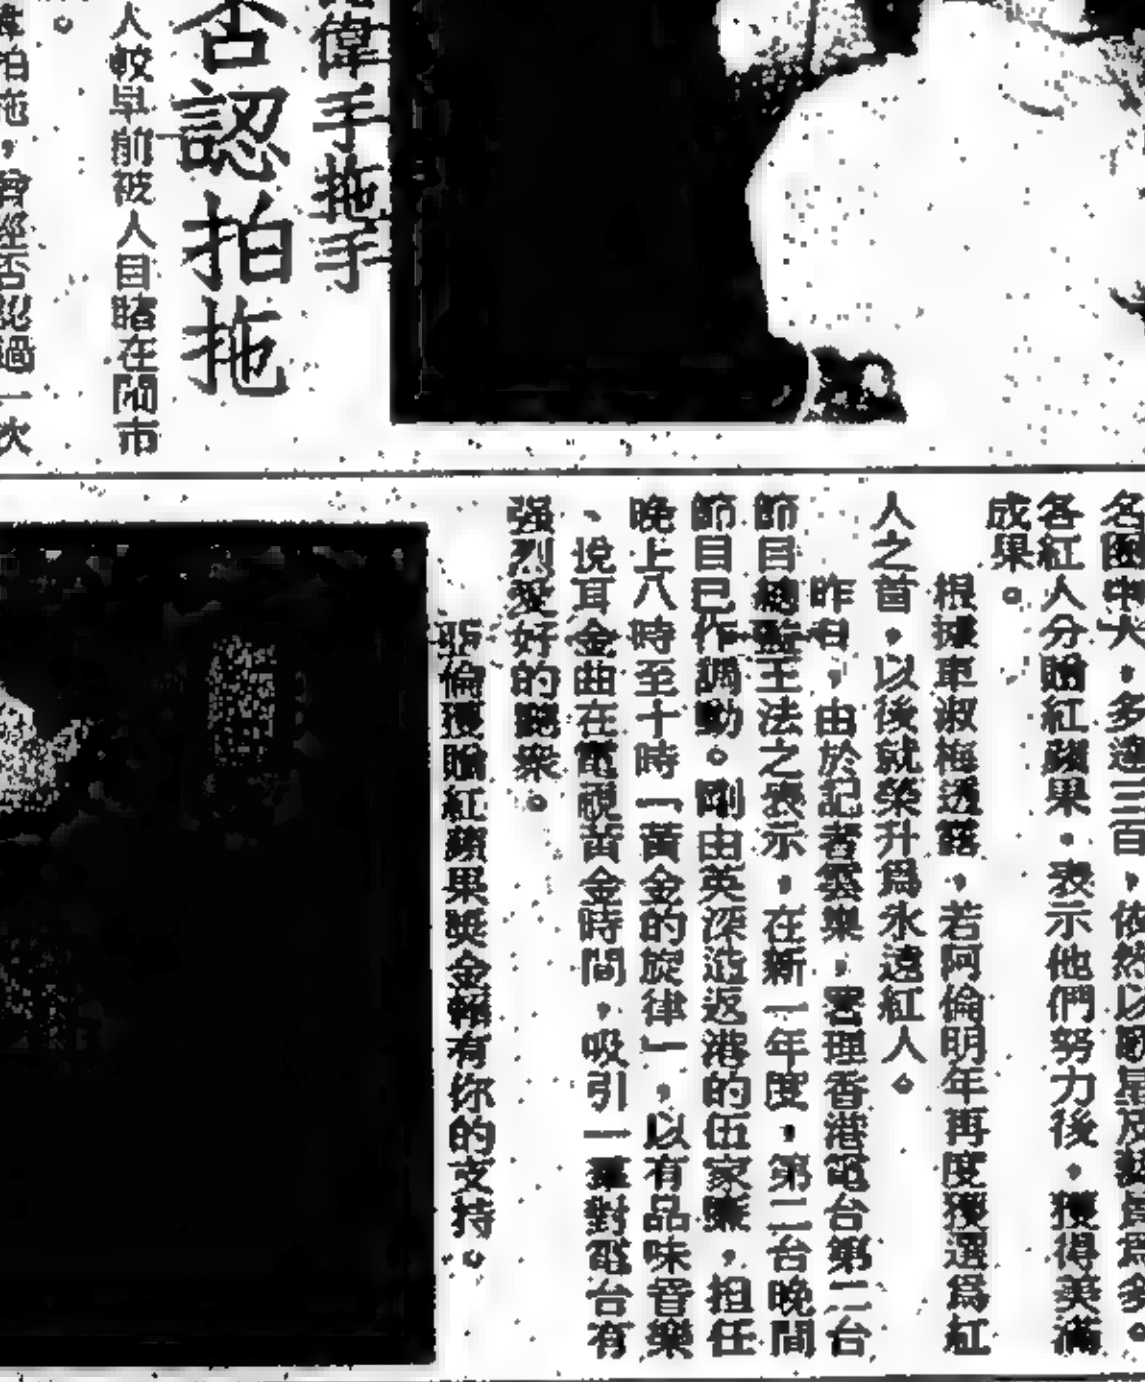 偉手拖手
否認拍拖
人較早前被人目睹在鬧市
拍拖，曾經否認過一次
名團中人，多達三百，依然以歌星及藝員為多。
各紅人分贈紅蘋果，表示他們努力後，獲得美滿
成果。
根據車淑梅透露，若阿倫明年再度獲選爲紅
人之首，以後就榮升爲永遠紅人。
昨日，由於記者雲集，署理香港電台第二台
節目總監王法之表示，在新一年度，第二台晚間
節目已作調動。剛由英深造返港的伍家廉，担任
晚上八時至十時「黃金的旋律」，以有品味音樂
、悅耳金曲在電視黃金時間，吸引一羣對電台有
强烈愛好的聽衆。
張倫獲贈紅蘋果獎金賴有你的支持。